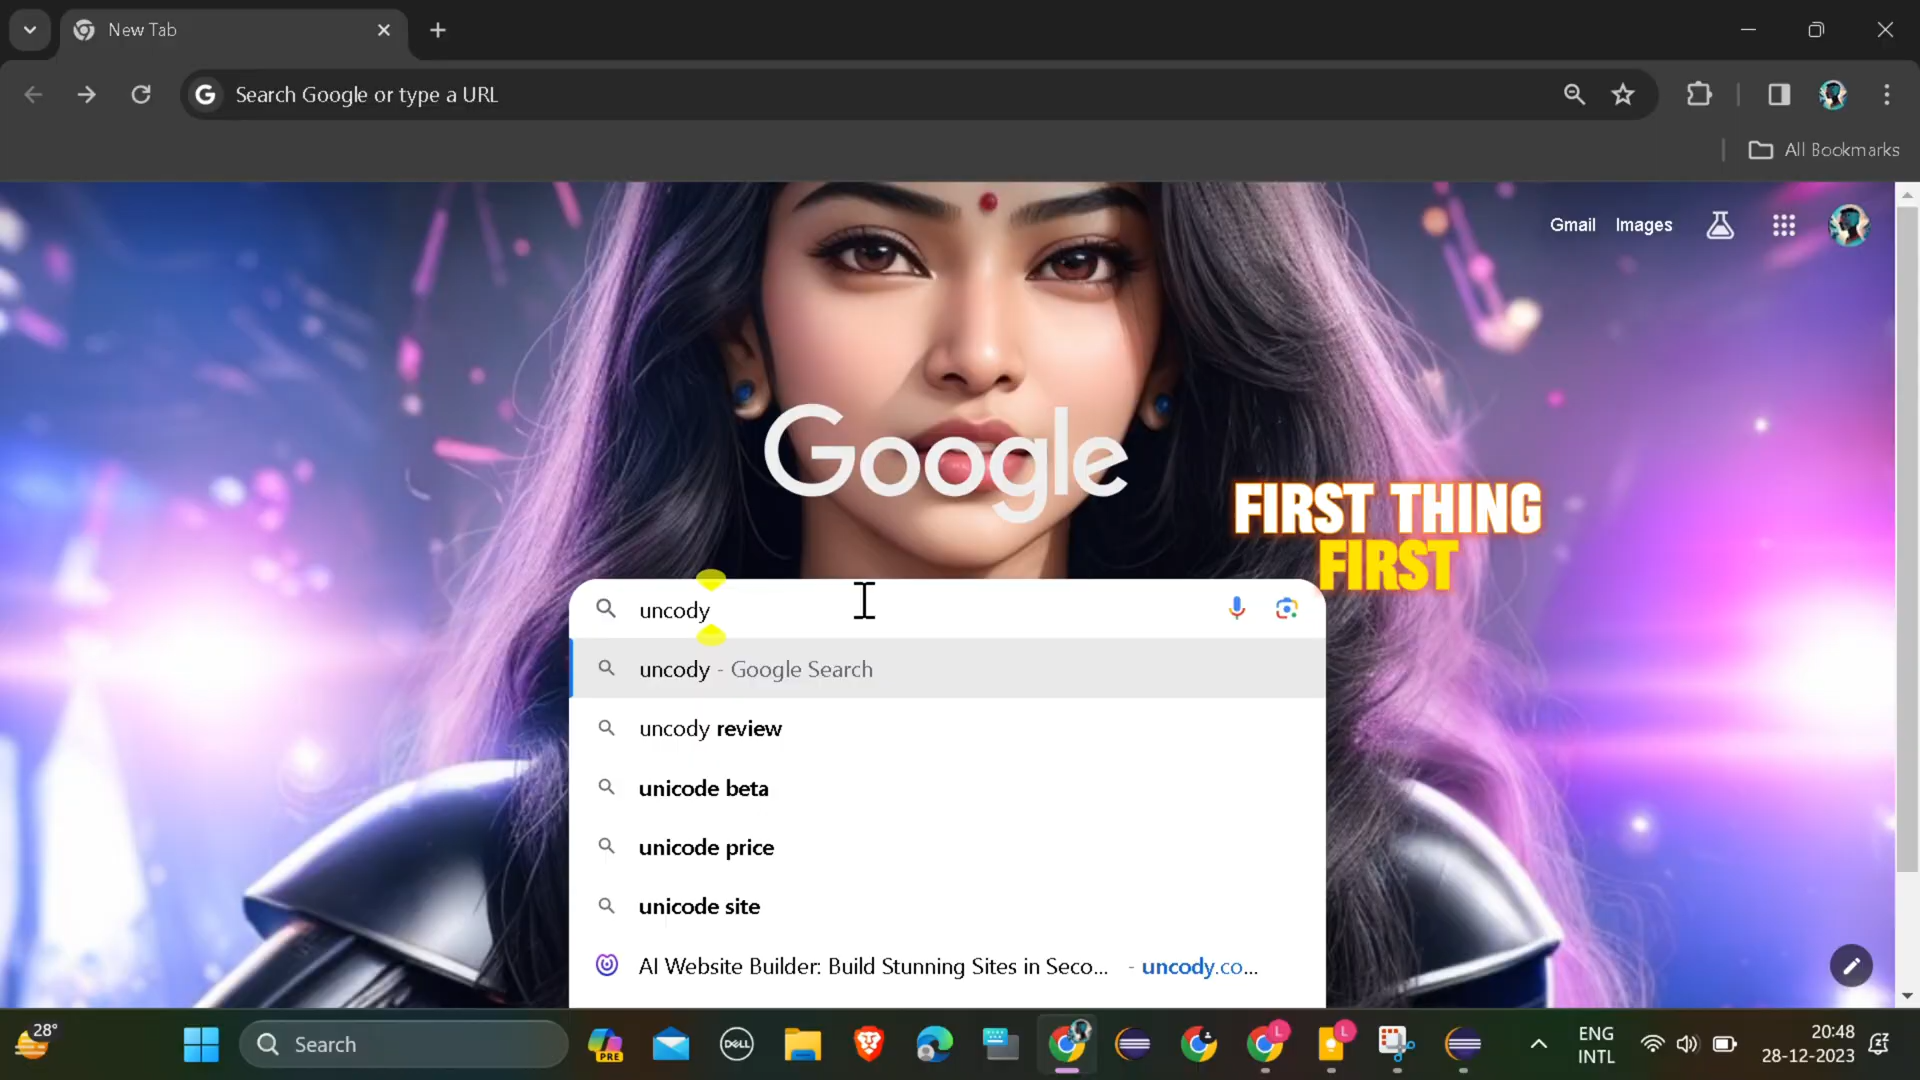 New Tab
Search Google or type a URL
All Bookmarks
Gmail Images
Google
FIRST THING
FIRST
uncody
uncody - Google Search
uncody review
unicode beta
unicode price
unicode site
AI Website Builder: Build Stunning Sites in Seco... - uncody.co...
28°
Search
PRE
DELL
L
L
ENG
INTL
20:48
28-12-2023